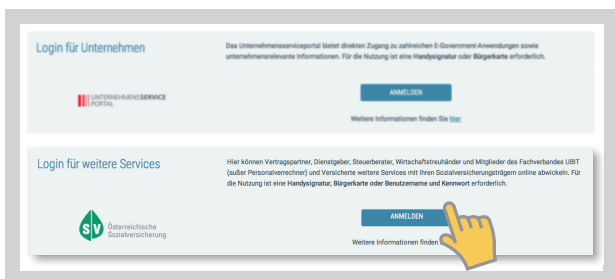 Login für Unternehmen
Das Unternehmensserviceportal bietet direkten Zugang zu zahlreichen E-Government-Anwendungen sowie
unternehmensrelevante Informationen. Für die Nutzung ist eine Handysignatur oder Bürgerkarte erforderlich.
UNTERNEHMENSSERVICE
PORTAL
ANMELDEN
Weitere Informationen finden Sie hier
Login für weitere Services
Hier können Vertragspartner, Dienstgeber, Steuerberater, Wirtschaftstreuhänder und Mitglieder des Fachverbandes UBIT
(außer Personalverrechner) und Versicherte weitere Services mit ihren Sozialversicherungsträgern online abwickeln. Für
die Nutzung ist eine Handysignatur, Bürgerkarte oder Benutzername und Kennwort erforderlich.
SV
Österreichische
Sozialversicherung
ANMELDEN
Weitere Informationen finden